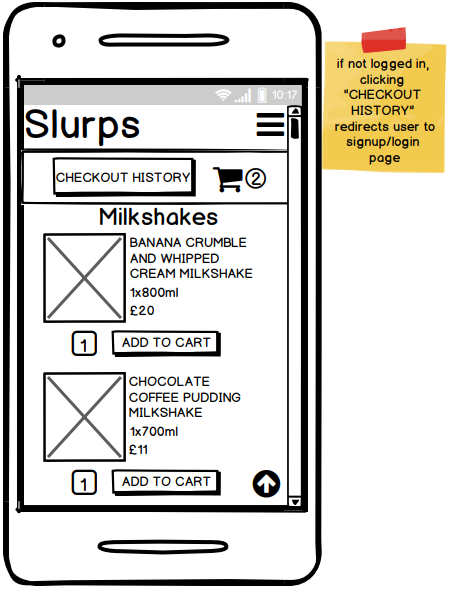 10:17
Slurps
CHECKOUT HISTORY
2
Milkshakes
BANANA CRUMBLE
AND WHIPPED
CREAM MILKSHAKE
1x800ml
£20
1
ADD TO CART
CHOCOLATE
COFFEE PUDDING
MILKSHAKE
1x700ml
£11
1
ADD TO CART
if not logged in,
clicking
"CHECKOUT
HISTORY"
redirects user to
signup/login
page